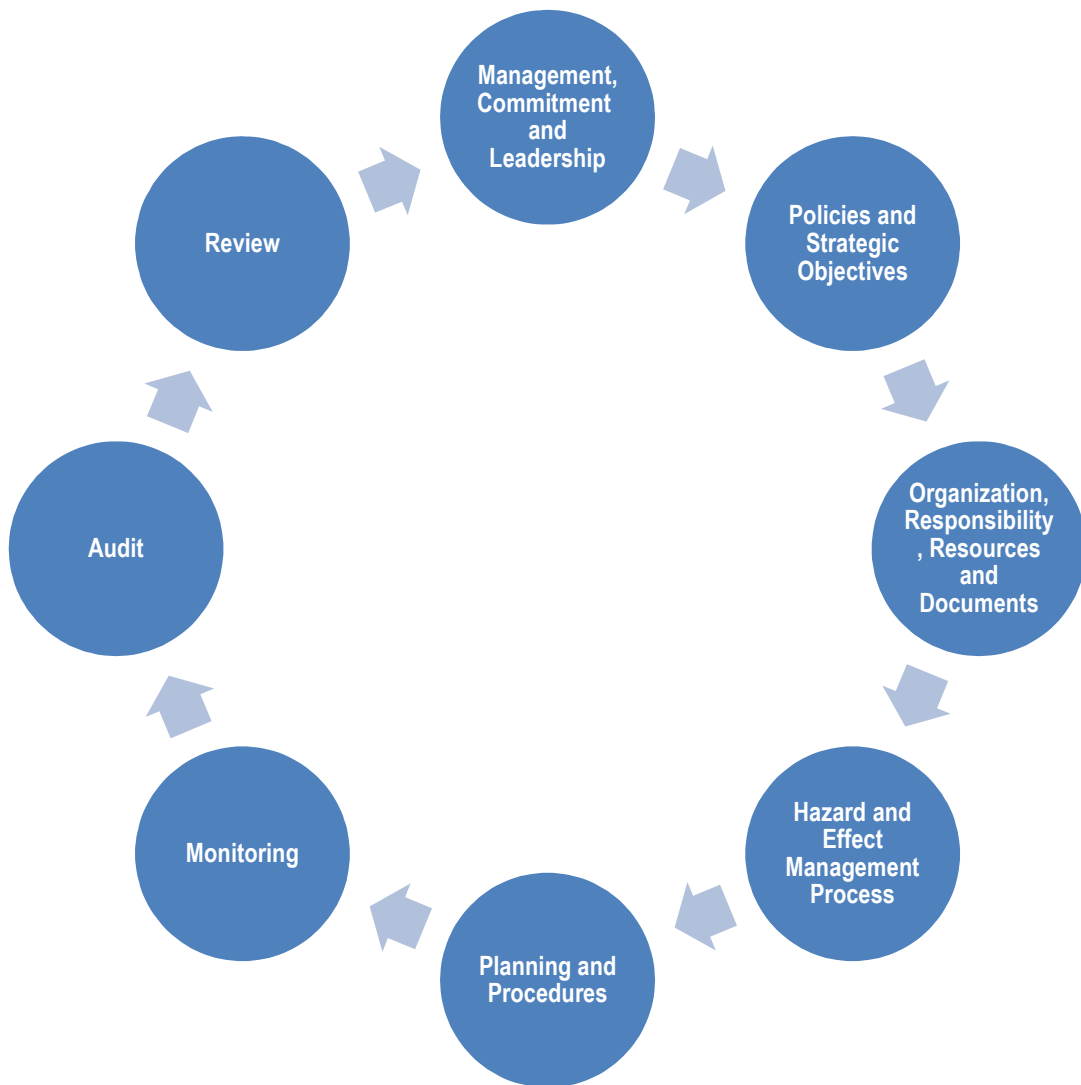 Management,
Commitment
and
Leadership
Policies and
Strategic
Objectives
Organization,
Responsibility
, Resources
and
Documents
Hazard and
Effect
Management
Process
Planning and
Procedures
Monitoring
Audit
Review